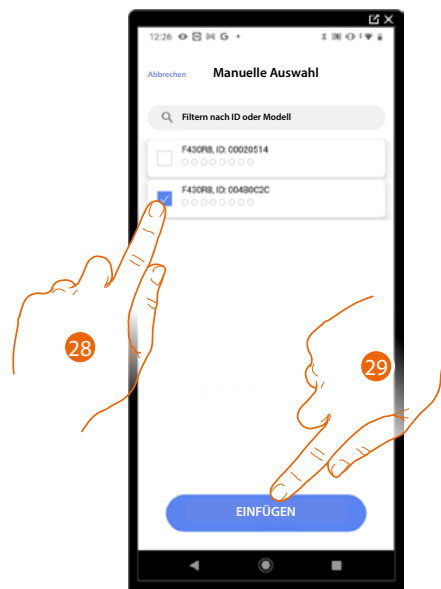 12:26
Abbrechen
Manuelle Auswahl
Filtern nach ID oder Modell
F430R8, ID: 00020514
F430R8, ID: 004B0C2C
28
29
EINFÜGEN